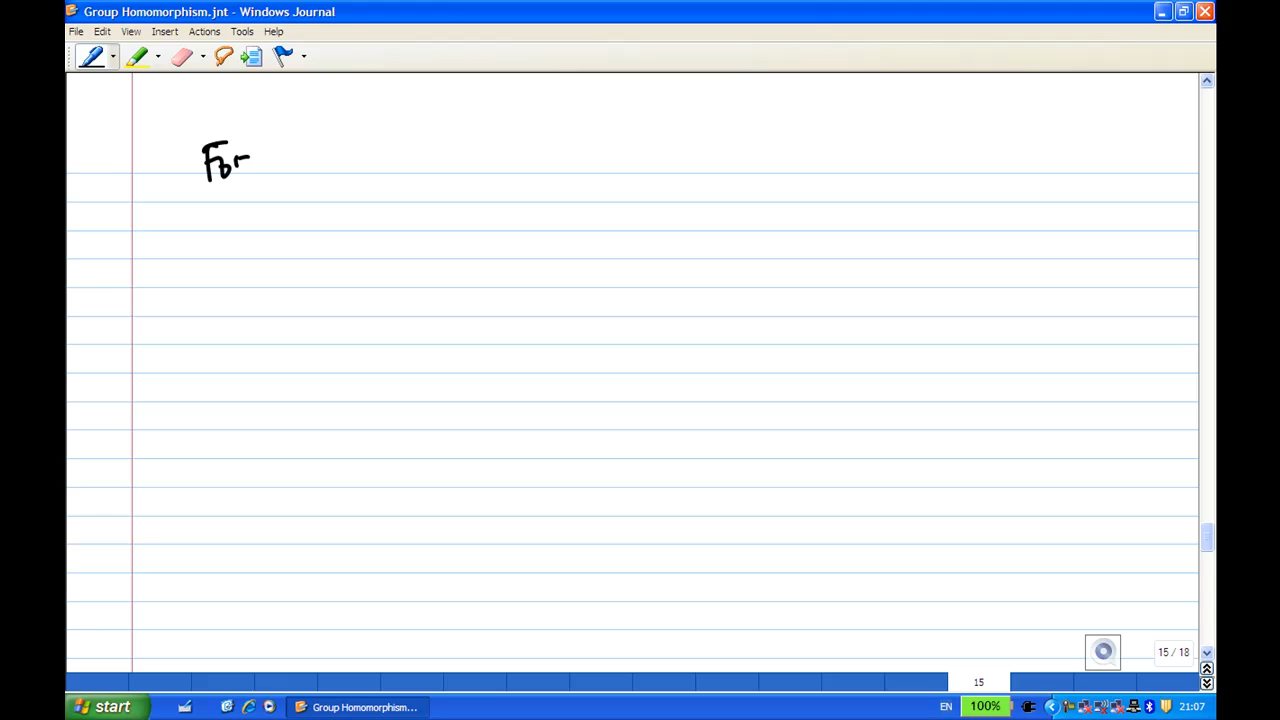 Group Homomorphism.jnt - Windows Journal
File Edit View Insert Actions Tools Help
For
15 / 18
15
start
Group Homomorphism...
EN
100%
21:07